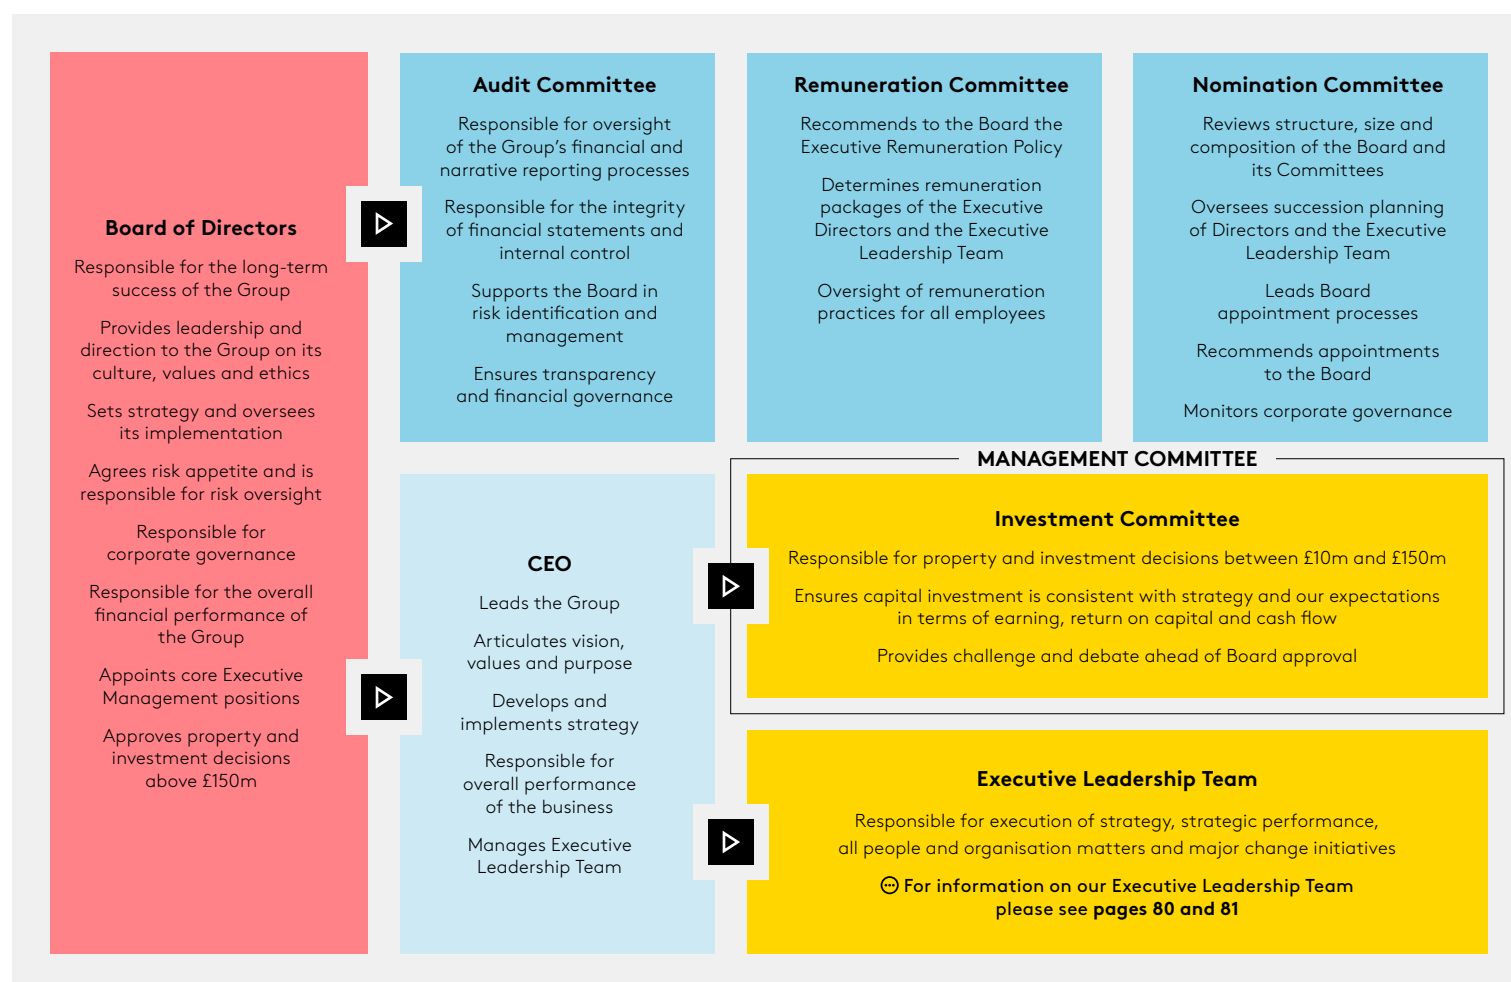 Board of Directors
Responsible for the long-term
success of the Group
Provides leadership and
direction to the Group on its
culture, values and ethics
Sets strategy and oversees
its implementation
Agrees risk appetite and is
responsible for risk oversight
Responsible for
corporate governance
Responsible for the overall
financial performance of
the Group
Appoints core Executive
Management positions
Approves property and
investment decisions
above £150m
Audit Committee
Responsible for oversight
of the Group’s financial and
narrative reporting processes
Responsible for the integrity
of financial statements and
internal control
Supports the Board in
risk identification and
management
Ensures transparency
and financial governance
Remuneration Committee
Recommends to the Board the
Executive Remuneration Policy
Determines remuneration
packages of the Executive
Directors and the Executive
Leadership Team
Oversight of remuneration
practices for all employees
Nomination Committee
Reviews structure, size and
composition of the Board and
its Committees
Oversees succession planning
of Directors and the Executive
Leadership Team
Leads Board
appointment processes
Recommends appointments
to the Board
Monitors corporate governance
CEO
Leads the Group
Articulates vision,
values and purpose
Develops and
implements strategy
Responsible for
overall performance
of the business
Manages Executive
Leadership Team
MANAGEMENT COMMITTEE
Investment Committee
Responsible for property and investment decisions between £10m and £150m
Ensures capital investment is consistent with strategy and our expectations
in terms of earning, return on capital and cash flow
Provides challenge and debate ahead of Board approval
Executive Leadership Team
Responsible for execution of strategy, strategic performance,
all people and organisation matters and major change initiatives
For information on our Executive Leadership Team
please see pages 80 and 81